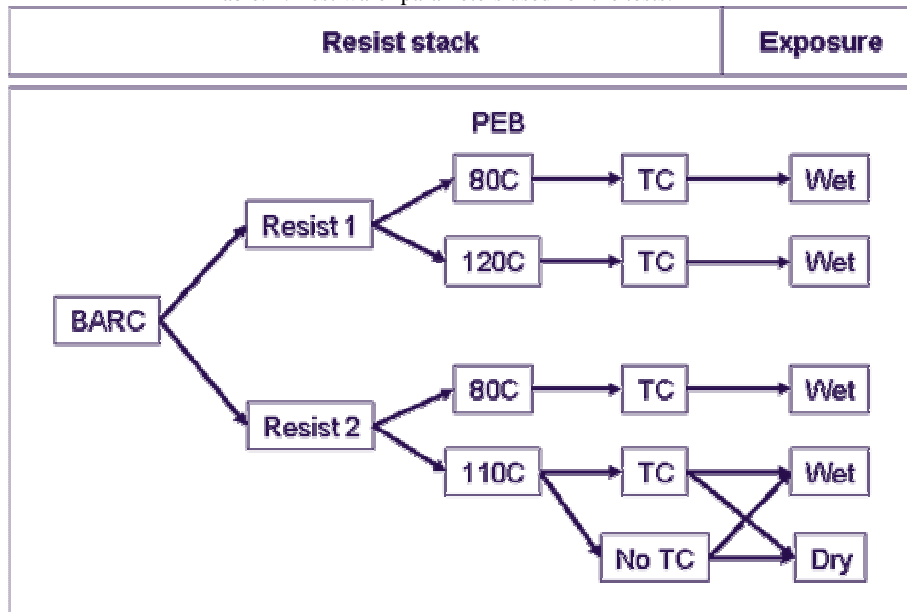 Resist stack Exposure
PEB
80C TC Wet
Resist 1
120C TC Wet
BARC
80C TC Wet
Resist 2
110C TC Wet
No TC Dry